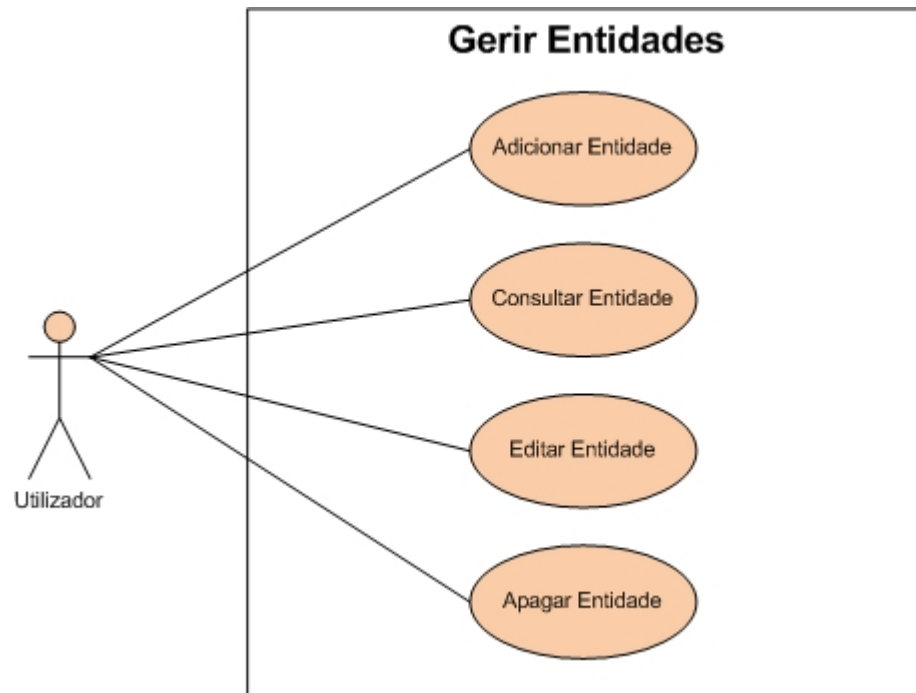 Gerir Entidades
Adicionar Entidade
Consultar Entidade
Editar Entidade
Apagar Entidade
Utilizador